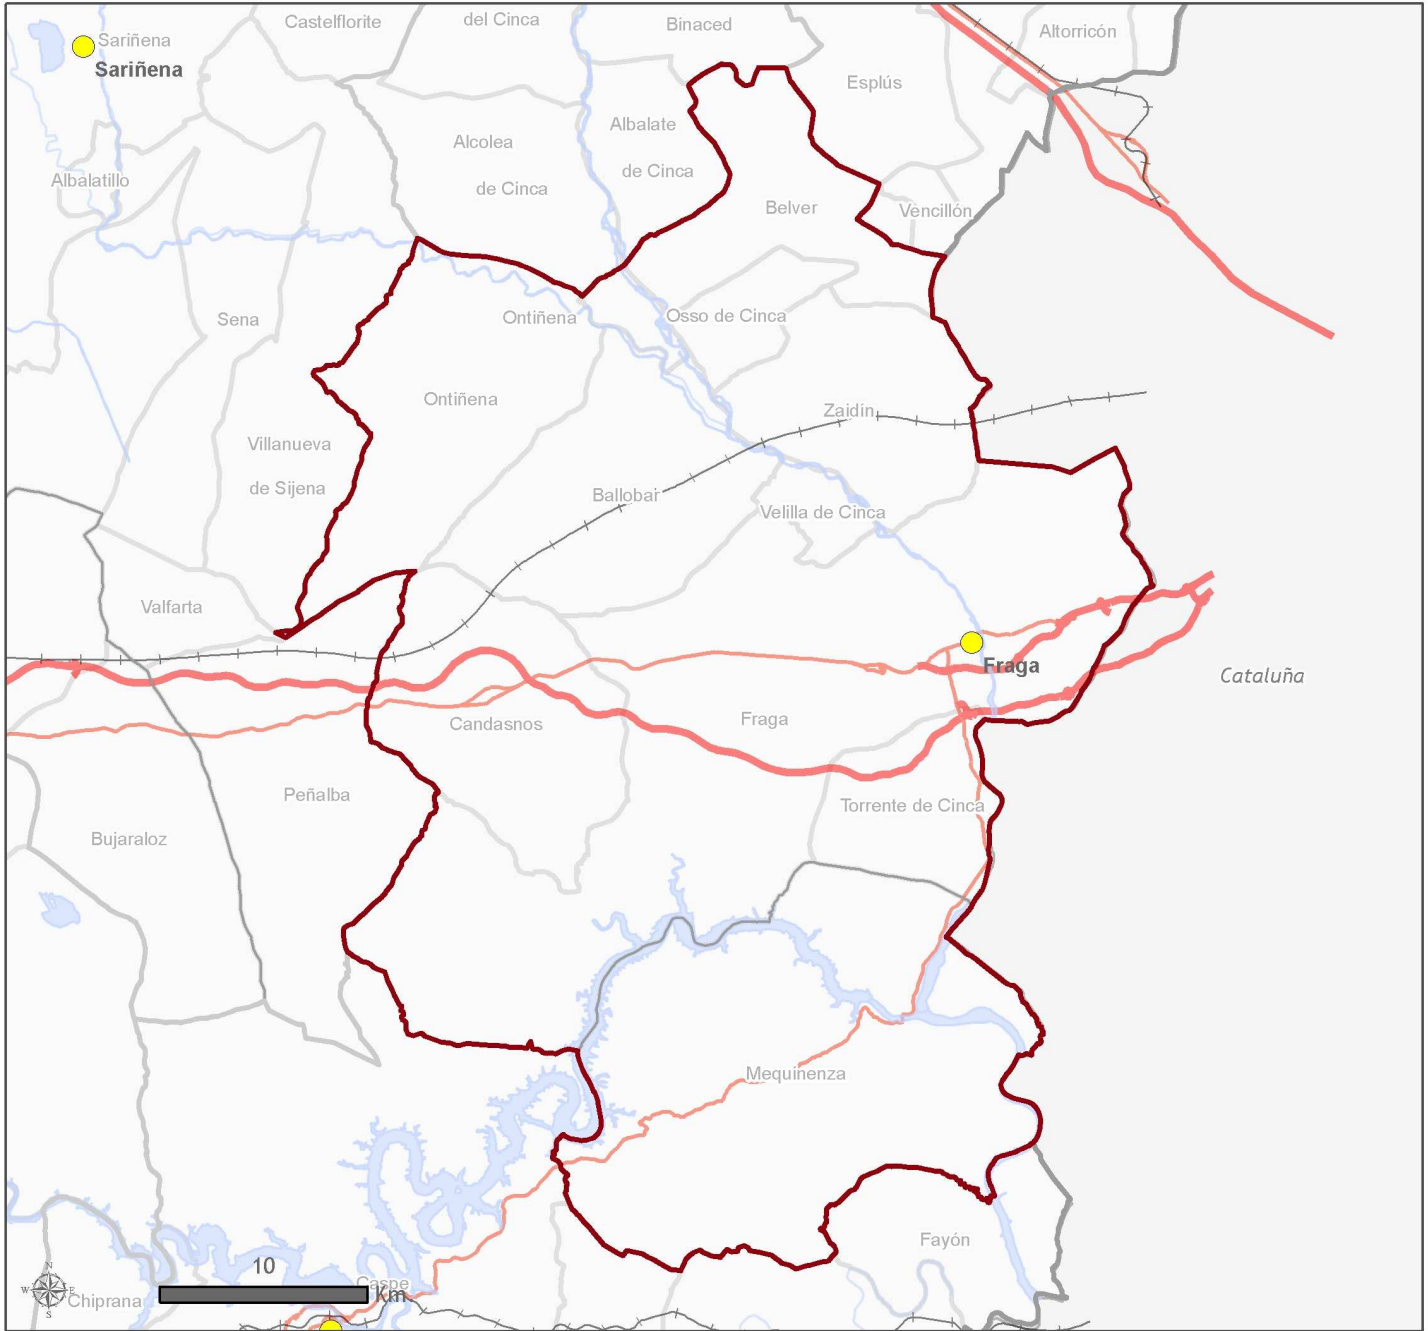 Castelflorite
del Cinca
Binaced
Altorricón
Sariñena
Sariñena
Esplús
Alcolea
de Cinca
Albalate
de Cinca
Albalatillo
Belver
Vencillón
Sena
Ontiñena
Osso de Cinca
Ontiñena
Zaidín
Villanueva
de Sijena
Ballobar
Velilla de Cinca
Valfarta
Fraga
Cataluña
Candasnos
Fraga
Peñalba
Torrente de Cinca
Bujaraloz
Mequinenza
Fayón
10
Km
Caspe
N
W
E
S
Chiprana